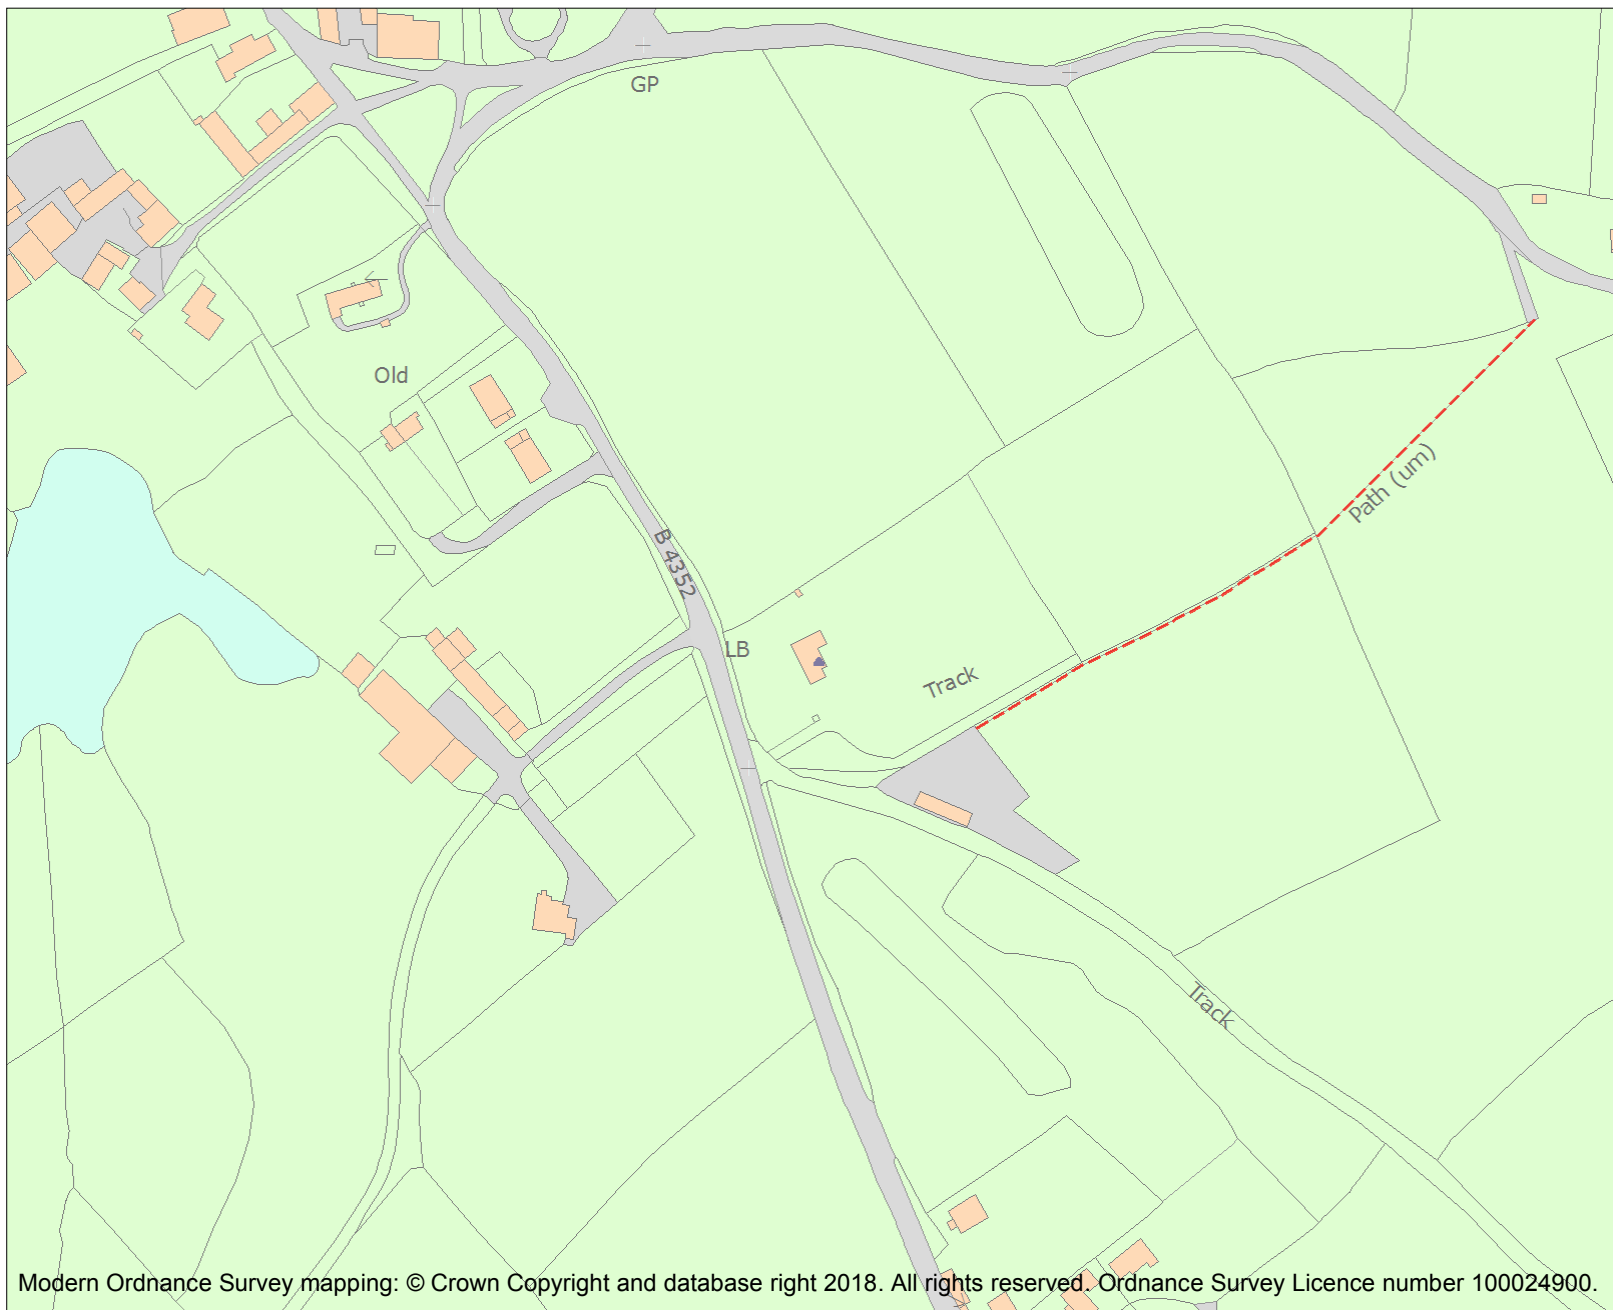 GP
Old
Path (um)
B 4352
LB
Track
Track
Modern Ordnance Survey mapping: © Crown Copyright and database right 2018. All rights reserved. Ordnance Survey Licence number 100024900.